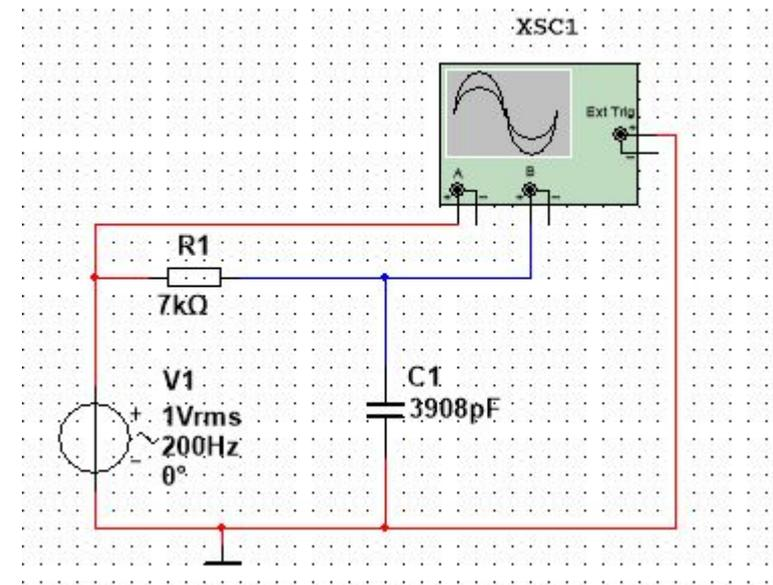 XSC1
Ext Trig
+
-
A
B
+ - + -
R1
7kΩ
V1
+
1Vrms
200Hz
-
0°
C1
3908pF